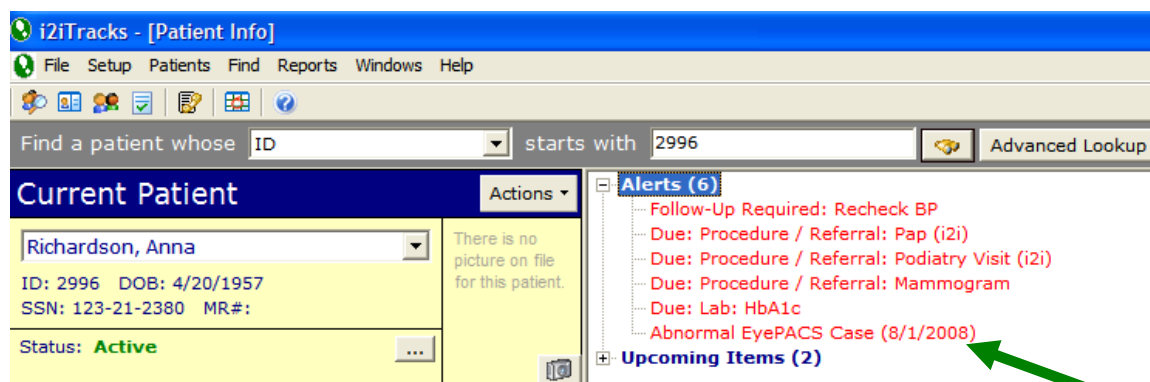 i2iTracks - [Patient Info]
File Setup Patients Find Reports Windows Help
Find a patient whose ID starts with 2996 Advanced Lookup
Current Patient Actions
Richardson, Anna
ID: 2996 DOB: 4/20/1957
SSN: 123-21-2380 MR#:
Status: Active ...
There is no
picture on file
for this patient.
Alerts (6)
Follow-Up Required: Recheck BP
Due: Procedure / Referral: Pap (i2i)
Due: Procedure / Referral: Podiatry Visit (i2i)
Due: Procedure / Referral: Mammogram
Due: Lab: HbA1c
Abnormal EyePACS Case (8/1/2008)
Upcoming Items (2)